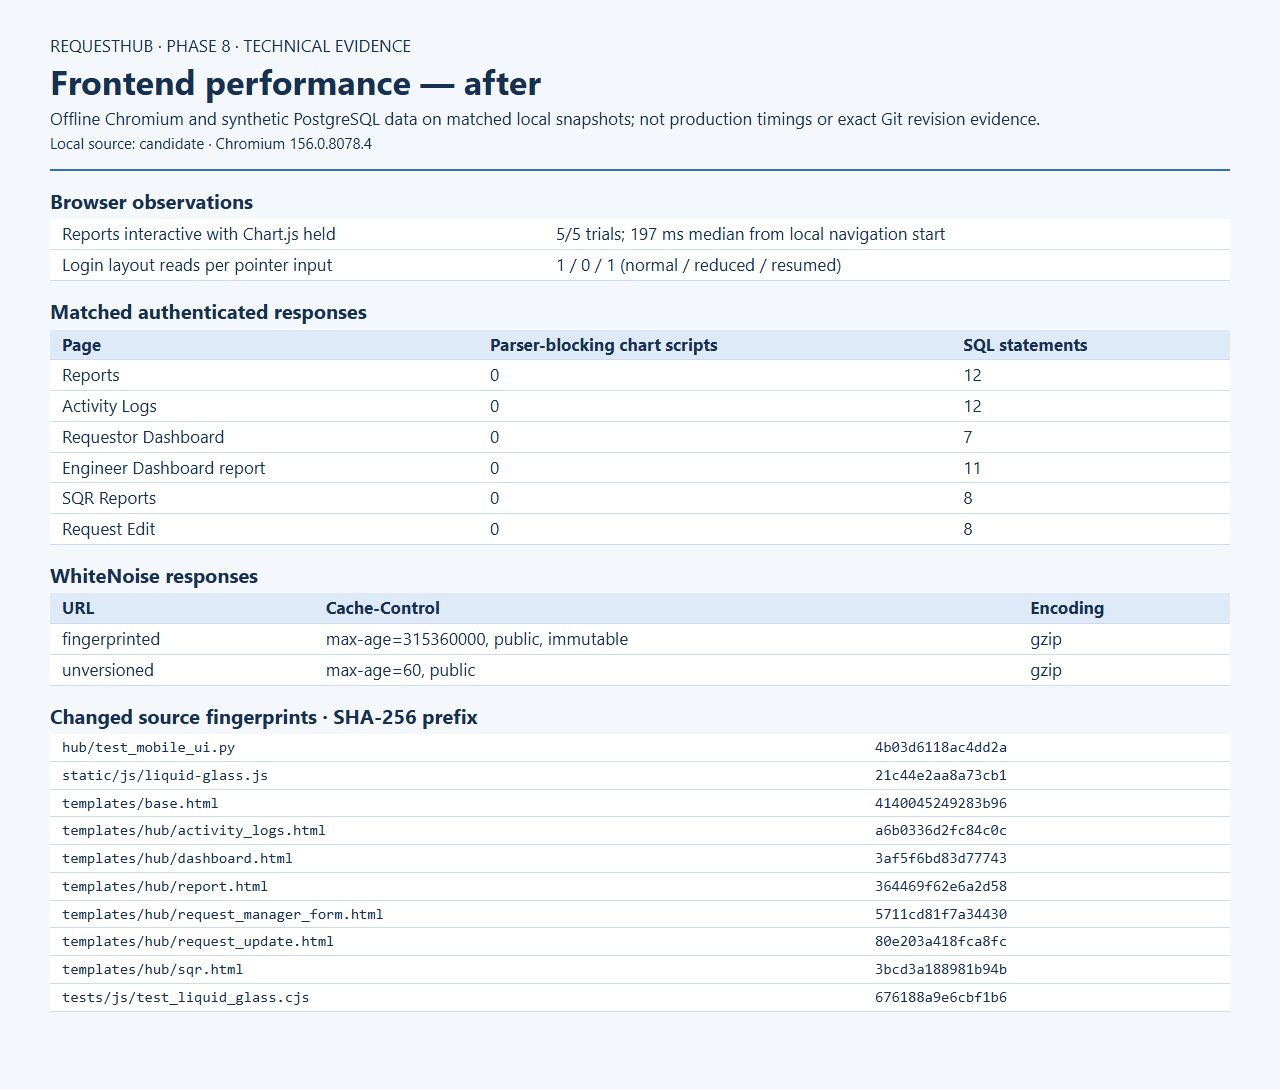 REQUESTHUB · PHASE 8 · TECHNICAL EVIDENCE
Frontend performance — after
Offline Chromium and synthetic PostgreSQL data on matched local snapshots; not production timings or exact Git revision evidence.
Local source: candidate · Chromium 156.0.8078.4
Browser observations
Reports interactive with Chart.js held 5/5 trials; 197 ms median from local navigation start
Login layout reads per pointer input 1 / 0 / 1 (normal / reduced / resumed)
Matched authenticated responses
Page Parser-blocking chart scripts SQL statements
Reports 0 12
Activity Logs 0 12
Requestor Dashboard 0 7
Engineer Dashboard report 0 11
SQR Reports 0 8
Request Edit 0 8
WhiteNoise responses
URL Cache-Control Encoding
fingerprinted max-age=315360000, public, immutable gzip
unversioned max-age=60, public gzip
Changed source fingerprints · SHA-256 prefix
hub/test_mobile_ui.py 4b03d6118ac4dd2a
static/js/liquid-glass.js 21c44e2aa8a73cb1
templates/base.html 4140045249283b96
templates/hub/activity_logs.html a6b0336d2fc84c0c
templates/hub/dashboard.html 3af5f6bd83d77743
templates/hub/report.html 364469f62e6a2d58
templates/hub/request_manager_form.html 5711cd81f7a34430
templates/hub/request_update.html 80e203a418fca8fc
templates/hub/sqr.html 3bcd3a188981b94b
tests/js/test_liquid_glass.cjs 676188a9e6cbf1b6